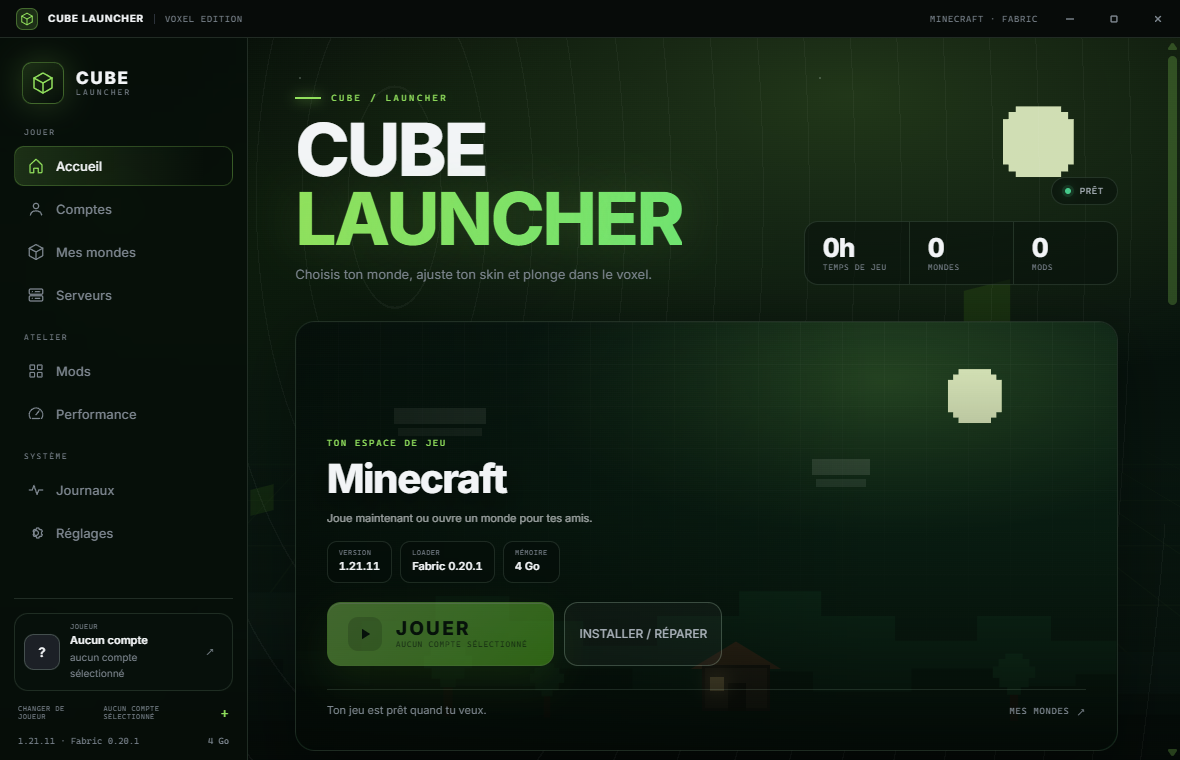 CUBE LAUNCHER VOXEL EDITION MINECRAFT · FABRIC
CUBE
LAUNCHER
JOUER
Accueil
Comptes
Mes mondes
Serveurs
ATELIER
Mods
Performance
SYSTÈME
Journaux
Réglages
?
JOUEUR
Aucun compte
aucun compte
sélectionné
↗
CHANGER DE
JOUEUR
AUCUN COMPTE
SÉLECTIONNÉ
+
1.21.11 · Fabric 0.20.1 4 Go
CUBE / LAUNCHER
CUBE
LAUNCHER
Choisis ton monde, ajuste ton skin et plonge dans le voxel.
PRÊT
0h
TEMPS DE JEU
0
MONDES
0
MODS
TON ESPACE DE JEU
Minecraft
Joue maintenant ou ouvre un monde pour tes amis.
VERSION
1.21.11
LOADER
Fabric 0.20.1
MÉMOIRE
4 Go
JOUER
AUCUN COMPTE SÉLECTIONNÉ
INSTALLER / RÉPARER
Ton jeu est prêt quand tu veux.
MES MONDES ↗